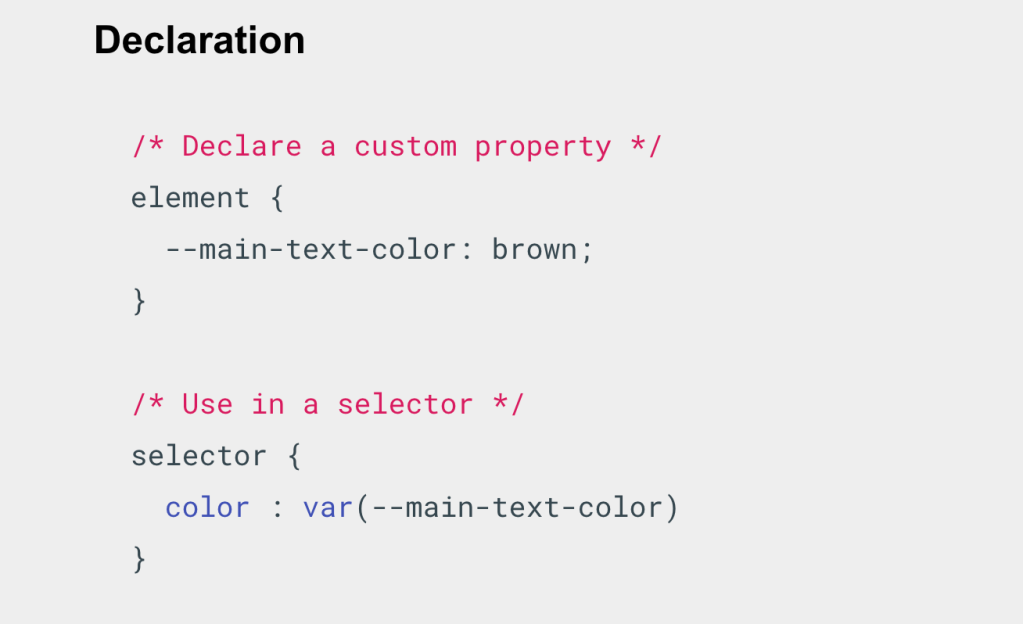 Declaration
/* Declare a custom property */
element {
  --main-text-color: brown;
}
/* Use in a selector */
selector {
  color : var(--main-text-color)
}